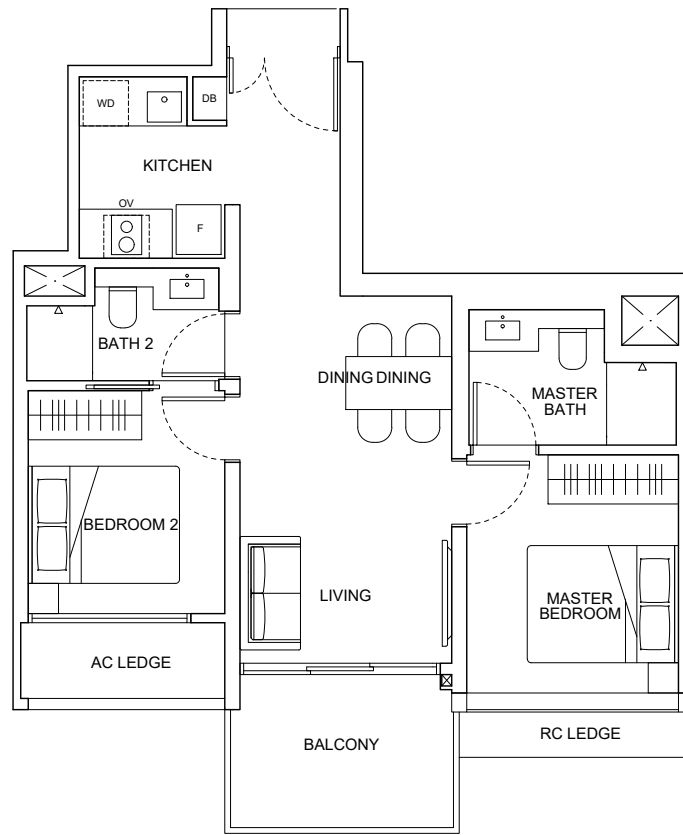 WD
DB
KITCHEN
OV
F
BATH 2
DINING DINING
MASTER
BATH
BEDROOM 2
LIVING
MASTER
BEDROOM
AC LEDGE
RC LEDGE
BALCONY